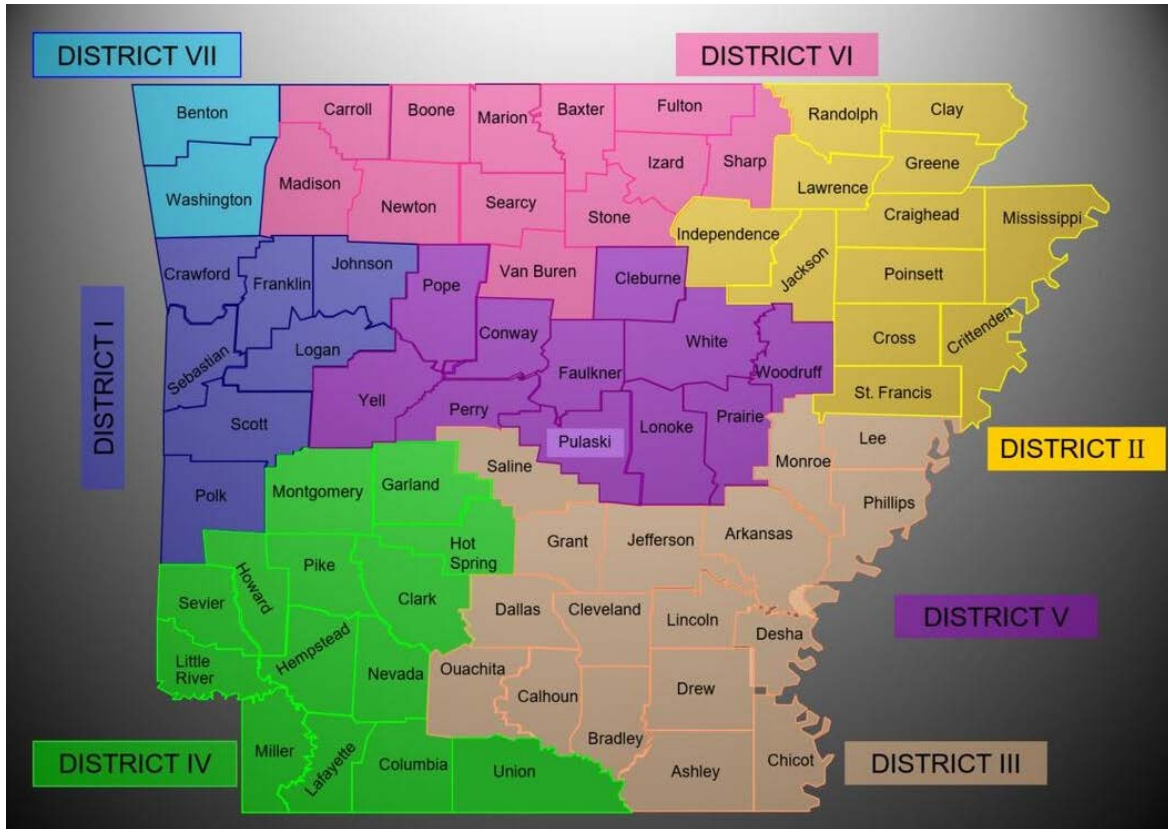 DISTRICT VII
DISTRICT VI
Benton
Carroll
Boone
Marion
Baxter
Fulton
Randolph
Clay
Washington
Madison
Newton
Searcy
Stone
Izard
Sharp
Lawrence
Greene
Independence
Jackson
Craighead
Mississippi
Crawford
Franklin
Johnson
Pope
Van Buren
Cleburne
Poinsett
DISTRICT I
Sebastian
Logan
Conway
White
Woodruff
Cross
Crittenden
Yell
Faulkner
St. Francis
Scott
Perry
Pulaski
Lonoke
Prairie
Lee
DISTRICT II
Polk
Montgomery
Garland
Saline
Monroe
Phillips
Hot
Spring
Grant
Jefferson
Arkansas
Pike
Howard
Sevier
Clark
Dallas
Cleveland
Lincoln
Desha
DISTRICT V
Little
River
Hempstead
Nevada
Ouachita
Calhoun
Drew
Bradley
DISTRICT IV
Miller
Lafayette
Columbia
Union
Ashley
Chicot
DISTRICT III